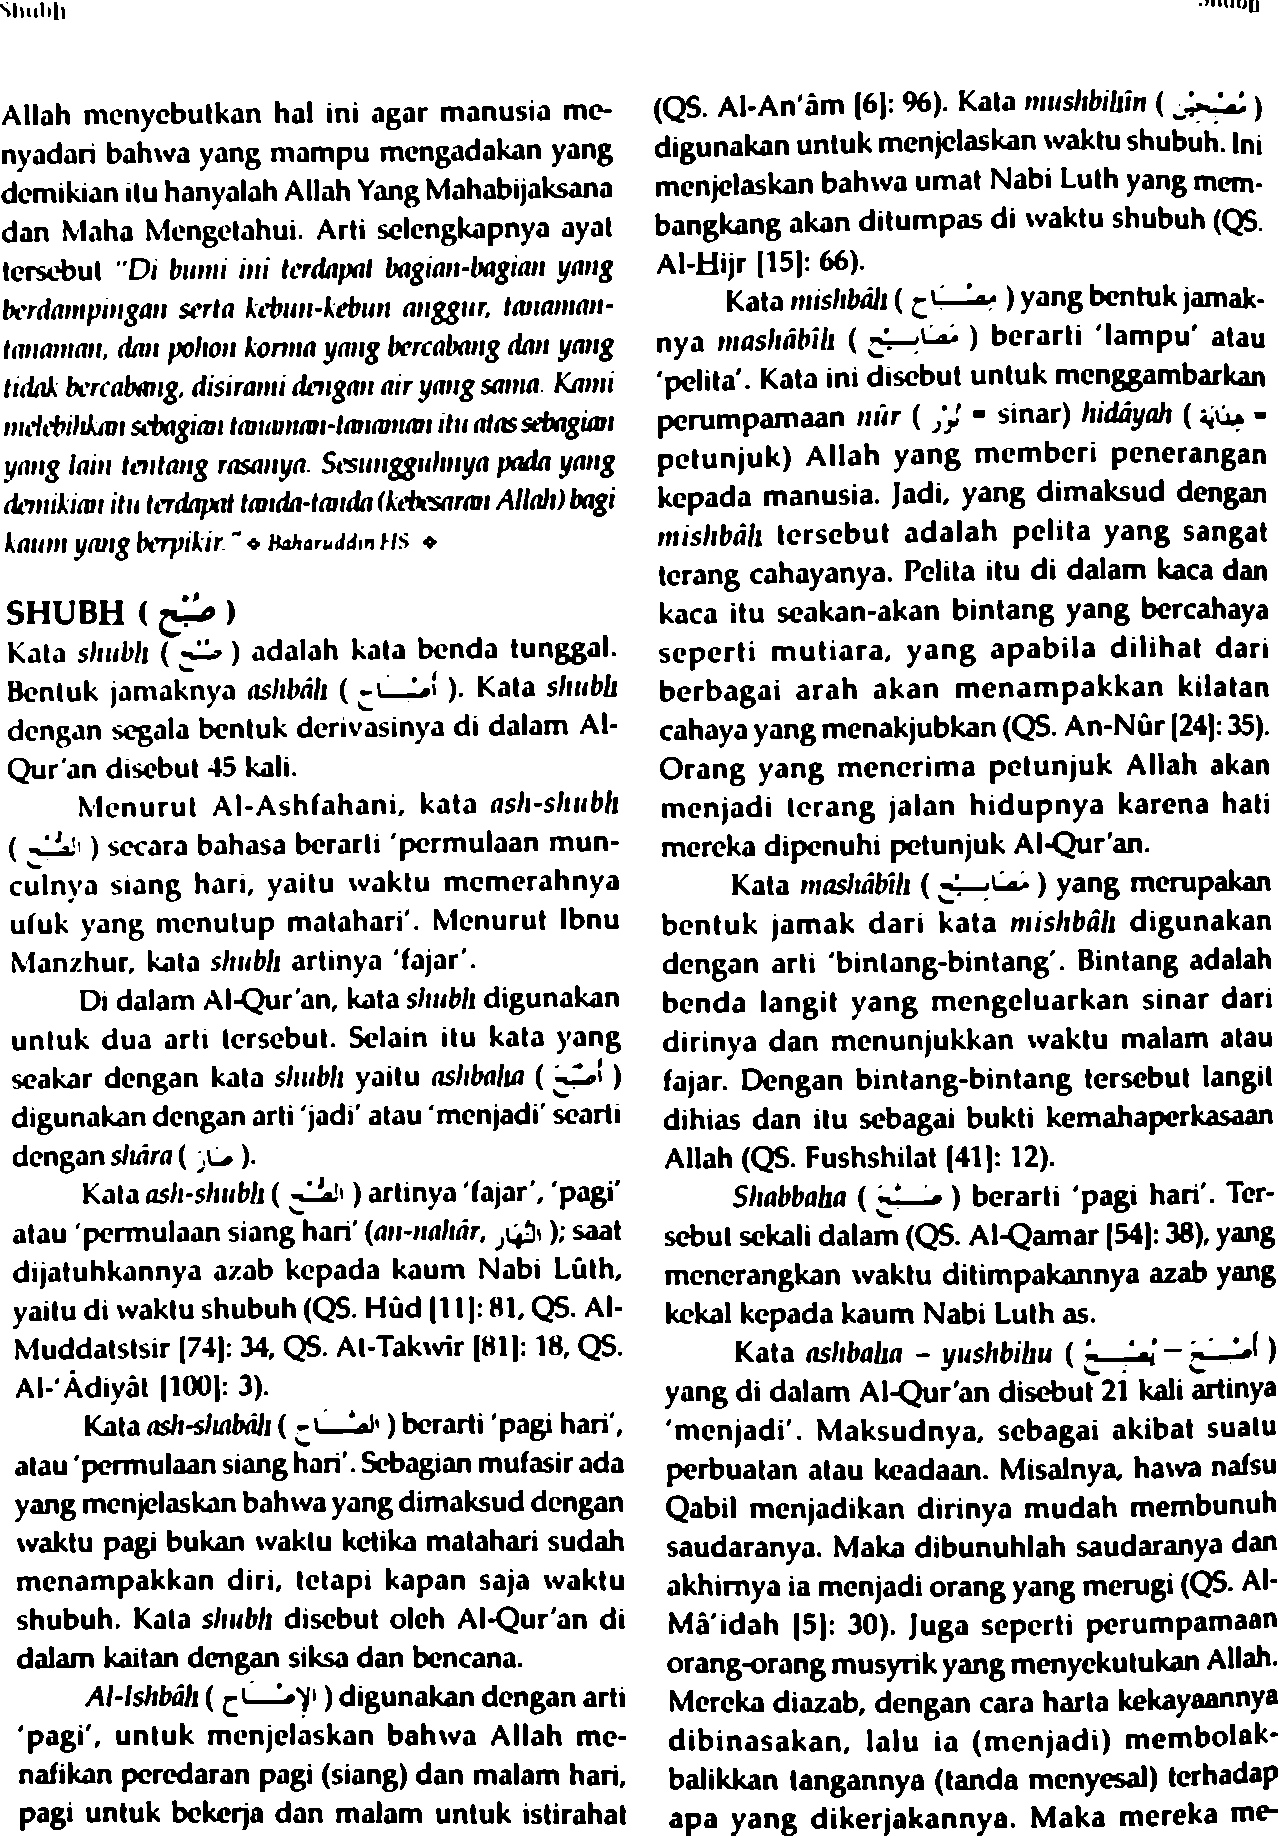 Shubh
Shubh
Allah menyebutkan hal ini agar manusia me-
nyadari bahwa yang mampu mengadakan yang
demikian itu hanyalah Allah Yang Mahabijaksana
dan Maha Mengetahui. Arti selengkapnya ayat
tersebut "Di bumi ini terdapat bagian-bagian yang
berdampingan serta kebun-kebun anggur, tanaman-
tanaman, dan pohon korma yang bercabang dan yang
tidak bercabang, disirami dengan air yang sama. Kami
melebihkan sebagian tanaman-tanaman itu atas sebagian
yang lain tentang rasanya. Sesungguhnya pada yang
demikian itu terdapat tanda-tanda (kebesaran Allah) bagi
kaum yang berpikir." ❖ Baharuddin HS ❖
SHUBH ( صُبْح )
Kata shubh ( صُبْح ) adalah kata benda tunggal.
Bentuk jamaknya ashbâh ( أَصْبَاح ). Kata shubh
dengan segala bentuk derivasinya di dalam Al-
Qur'an disebut 45 kali.
Menurut Al-Ashfahani, kata ash-shubh
( الصُّبْح ) secara bahasa berarti 'permulaan mun-
culnya siang hari, yaitu waktu memerahnya
ufuk yang menutup matahari'. Menurut Ibnu
Manzhur, kata shubh artinya 'fajar'.
Di dalam Al-Qur'an, kata shubh digunakan
untuk dua arti tersebut. Selain itu kata yang
seakar dengan kata shubh yaitu ashbaha ( أَصْبَحَ )
digunakan dengan arti 'jadi' atau 'menjadi' searti
dengan shâra ( صَارَ ).
Kata ash-shubh ( الصُّبْح ) artinya 'fajar', 'pagi'
atau 'permulaan siang hari' (an-nahâr, النَّهَار ); saat
dijatuhkannya azab kepada kaum Nabi Lûth,
yaitu di waktu shubuh (QS. Hûd [11]: 81, QS. Al-
Muddatstsir [74]: 34, QS. At-Takwîr [81]: 18, QS.
Al-'Âdiyât [100]: 3).
Kata ash-shabâh ( الصَّبَاح ) berarti 'pagi hari',
atau 'permulaan siang hari'. Sebagian mufasir ada
yang menjelaskan bahwa yang dimaksud dengan
waktu pagi bukan waktu ketika matahari sudah
menampakkan diri, tetapi kapan saja waktu
shubuh. Kata shubh disebut oleh Al-Qur'an di
dalam kaitan dengan siksa dan bencana.
Al-Ishbâh ( الإِصْبَاح ) digunakan dengan arti
'pagi', untuk menjelaskan bahwa Allah me-
nafikan peredaran pagi (siang) dan malam hari,
pagi untuk bekerja dan malam untuk istirahat
(QS. Al-An'âm [6]: 96). Kata mushbihîn ( مُصْبِحِيْنَ )
digunakan untuk menjelaskan waktu shubuh. Ini
menjelaskan bahwa umat Nabi Luth yang mem-
bangkang akan ditumpas di waktu shubuh (QS.
Al-Hijr [15]: 66).
Kata mishbâh ( مِصْبَاح ) yang bentuk jamak-
nya mashâbîh ( مَصَابِيْح ) berarti 'lampu' atau
'pelita'. Kata ini disebut untuk menggambarkan
perumpamaan nûr ( نُوْر = sinar) hidâyah ( هِدَايَة =
petunjuk) Allah yang memberi penerangan
kepada manusia. Jadi, yang dimaksud dengan
mishbâh tersebut adalah pelita yang sangat
terang cahayanya. Pelita itu di dalam kaca dan
kaca itu seakan-akan bintang yang bercahaya
seperti mutiara, yang apabila dilihat dari
berbagai arah akan menampakkan kilatan
cahaya yang menakjubkan (QS. An-Nûr [24]: 35).
Orang yang menerima petunjuk Allah akan
menjadi terang jalan hidupnya karena hati
mereka dipenuhi petunjuk Al-Qur'an.
Kata mashâbîh ( مَصَابِيْح ) yang merupakan
bentuk jamak dari kata mishbâh digunakan
dengan arti 'bintang-bintang'. Bintang adalah
benda langit yang mengeluarkan sinar dari
dirinya dan menunjukkan waktu malam atau
fajar. Dengan bintang-bintang tersebut langit
dihias dan itu sebagai bukti kemahaperkasaan
Allah (QS. Fushshilat [41]: 12).
Shabbaha ( صَبَّحَ ) berarti 'pagi hari'. Ter-
sebut sekali dalam (QS. Al-Qamar [54]: 38), yang
menerangkan waktu ditimpakannya azab yang
kekal kepada kaum Nabi Luth as.
Kata ashbaha – yushbihu ( أَصْبَحَ – يُصْبِحُ )
yang di dalam Al-Qur'an disebut 21 kali artinya
'menjadi'. Maksudnya, sebagai akibat suatu
perbuatan atau keadaan. Misalnya, hawa nafsu
Qabil menjadikan dirinya mudah membunuh
saudaranya. Maka dibunuhlah saudaranya dan
akhirnya ia menjadi orang yang merugi (QS. Al-
Mâ'idah [5]: 30). Juga seperti perumpamaan
orang-orang musyrik yang menyekutukan Allah.
Mereka diazab, dengan cara harta kekayaannya
dibinasakan, lalu ia (menjadi) membolak-
balikkan tangannya (tanda menyesal) terhadap
apa yang dikerjakannya. Maka mereka me-